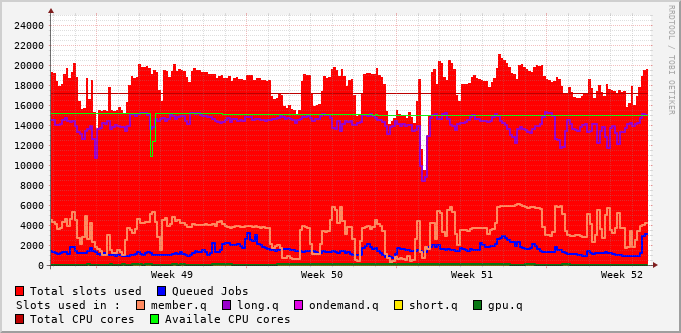 24000
22000
20000
18000
16000
14000
12000
10000
8000
6000
4000
2000
0
Week 49 Week 50 Week 51 Week 52
Total slots used Queued Jobs
Slots used in : member.q long.q ondemand.q short.q gpu.q
Total CPU cores Availale CPU cores
RRDTOOL / TOBI OETIKER